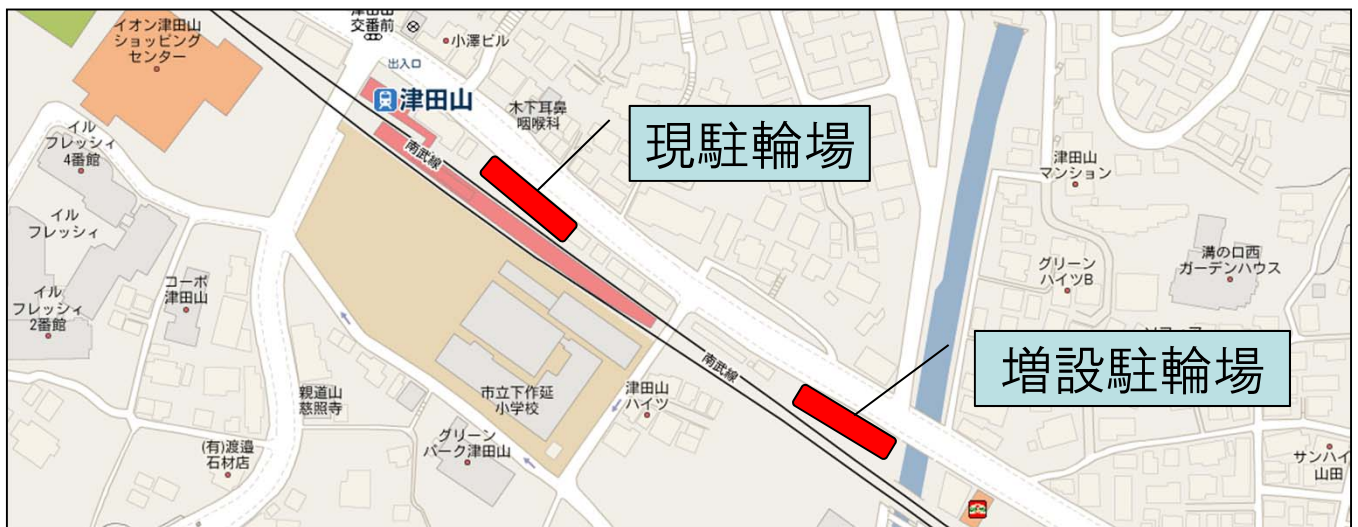 イオン津田山
ショッピング
センター
交番前
小澤ビル
出入口
津田山
木下耳鼻
咽喉科
現駐輪場
南武線
イル
フレッシィ
4番館
津田山
マンション
イル
フレッシィ
溝の口西
ガーデンハウス
グリーン
ハイツB
コーポ
津田山
イル
フレッシィ
2番館
南武線
増設駐輪場
市立下作延
小学校
津田山
ハイツ
親道山
慈照寺
グリーン
パーク津田山
(有)渡邉
石材店
サンハイ
山田